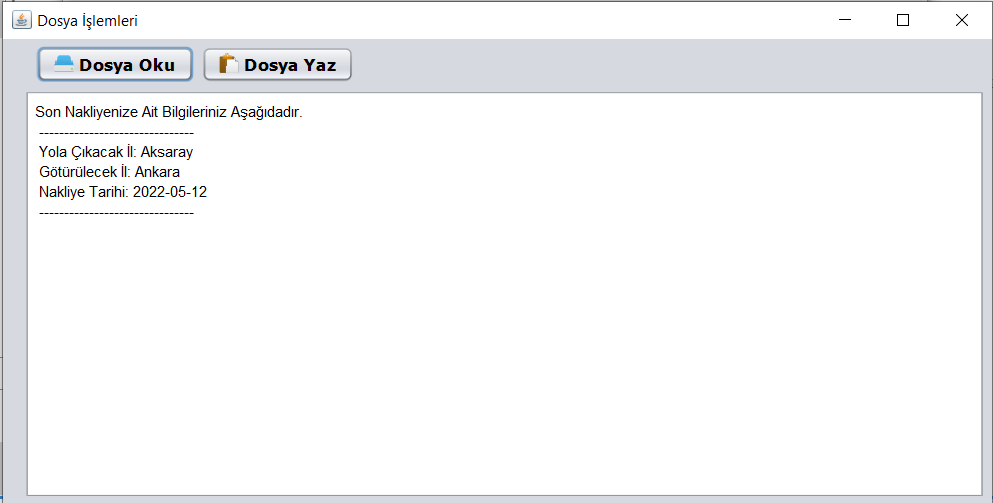 Dosya İşlemleri
Dosya Oku Dosya Yaz
Son Nakliyenize Ait Bilgileriniz Aşağıdadır.
-------------------------------
Yola Çıkacak İl: Aksaray
Götürülecek İl: Ankara
Nakliye Tarihi: 2022-05-12
-------------------------------